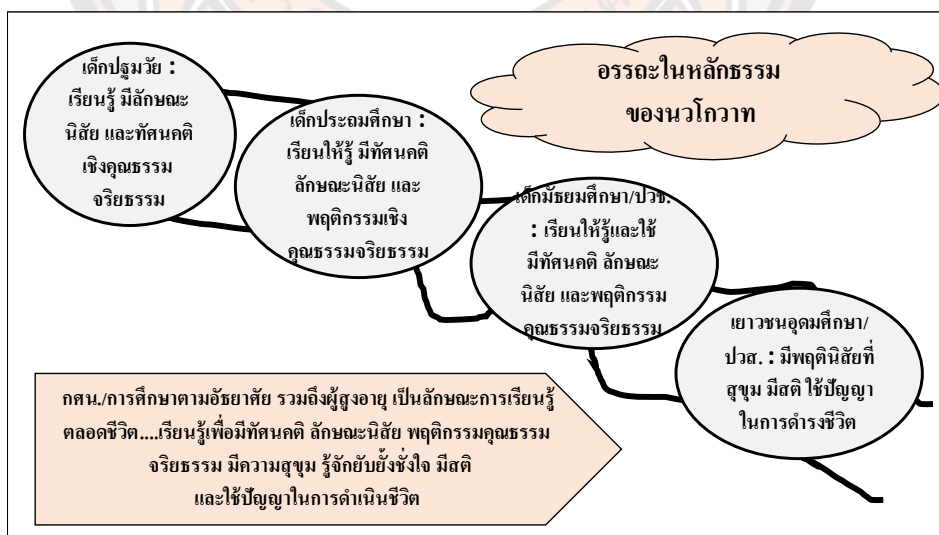 อรรถะในหลักธรรม
ของนวโกวาท
เด็กปฐมวัย :
เรียนรู้ มีลักษณะ
นิสัย และทัศนคติ
เชิงคุณธรรม
จริยธรรม
เด็กประถมศึกษา :
เรียนให้รู้ มีทัศนคติ
ลักษณะนิสัย และ
พฤติกรรมเชิง
คุณธรรมจริยธรรม
เด็กมัธยมศึกษา/ปวช.
: เรียนให้รู้และใช้
มีทัศนคติ ลักษณะ
นิสัย และพฤติกรรม
คุณธรรมจริยธรรม
เยาวชนอุดมศึกษา/
ปวส. : มีพฤตินิสัยที่
สุขุม มีสติ ใช้ปัญญา
ในการดำรงชีวิต
กศน./การศึกษาตามอัธยาศัย รวมถึงผู้สูงอายุ เป็นลักษณะการเรียนรู้
ตลอดชีวิต....เรียนรู้เพื่อมีทัศนคติ ลักษณะนิสัย พฤติกรรมคุณธรรม
จริยธรรม มีความสุขุม รู้จักยับยั้งชั่งใจ มีสติ
และใช้ปัญญาในการดำเนินชีวิต